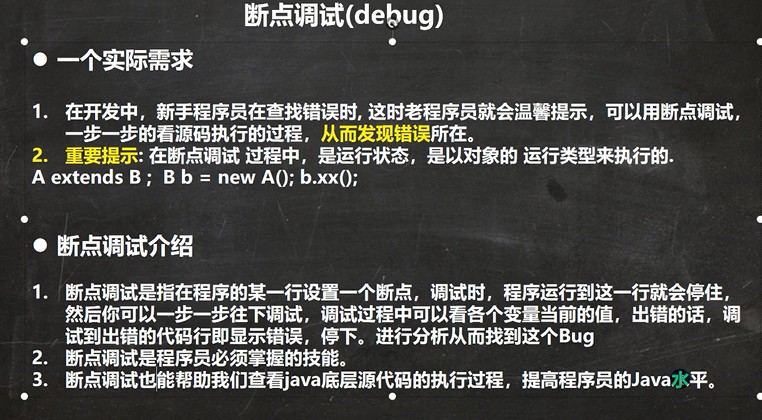 断点调试(debug)
● 一个实际需求
1. 在开发中，新手程序员在查找错误时, 这时老程序员就会温馨提示，可以用断点调试，
一步一步的看源码执行的过程，从而发现错误所在。
2. 重要提示: 在断点调试 过程中，是运行状态，是以对象的 运行类型来执行的.
A extends B ; B b = new A(); b.xx();
● 断点调试介绍
1. 断点调试是指在程序的某一行设置一个断点，调试时，程序运行到这一行就会停住，
然后你可以一步一步往下调试，调试过程中可以看各个变量当前的值，出错的话，调
试到出错的代码行即显示错误，停下。进行分析从而找到这个Bug
2. 断点调试是程序员必须掌握的技能。
3. 断点调试也能帮助我们查看java底层源代码的执行过程，提高程序员的Java水平。